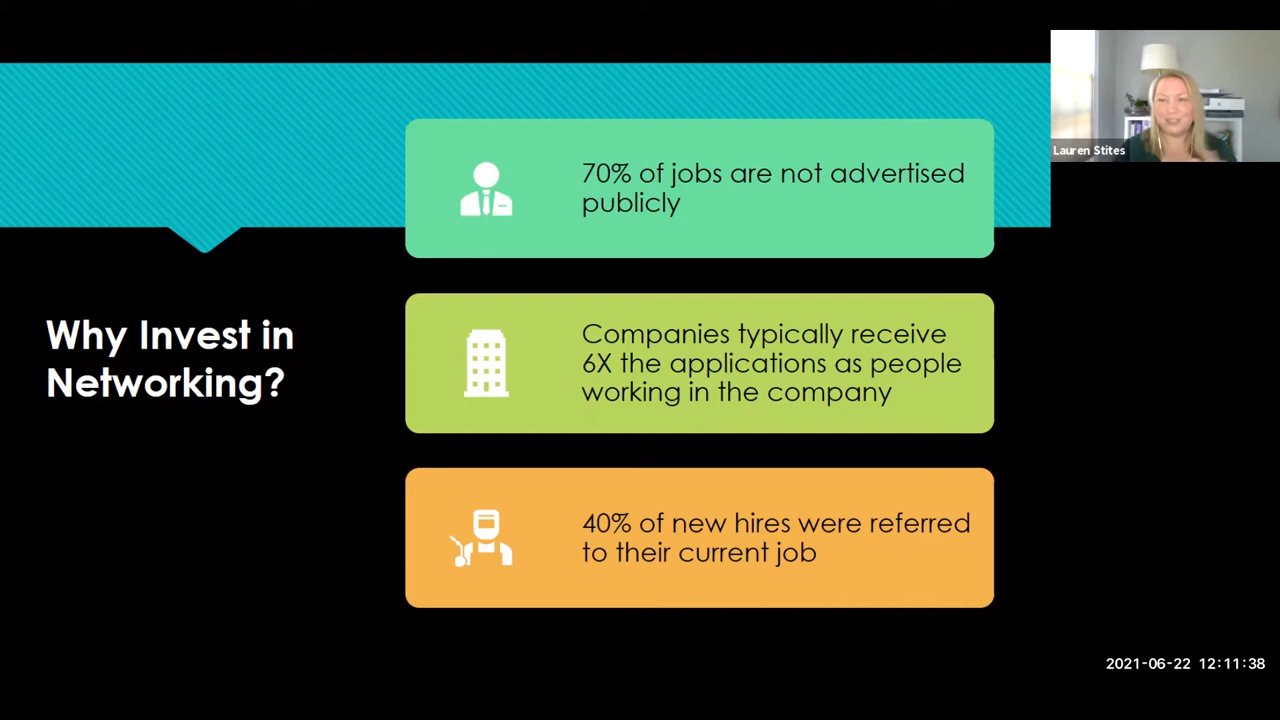 Lauren Stites
70% of jobs are not advertised
publicly
Why Invest in
Networking?
Companies typically receive
6X the applications as people
working in the company
40% of new hires were referred
to their current job
2021-06-22 12:11:38